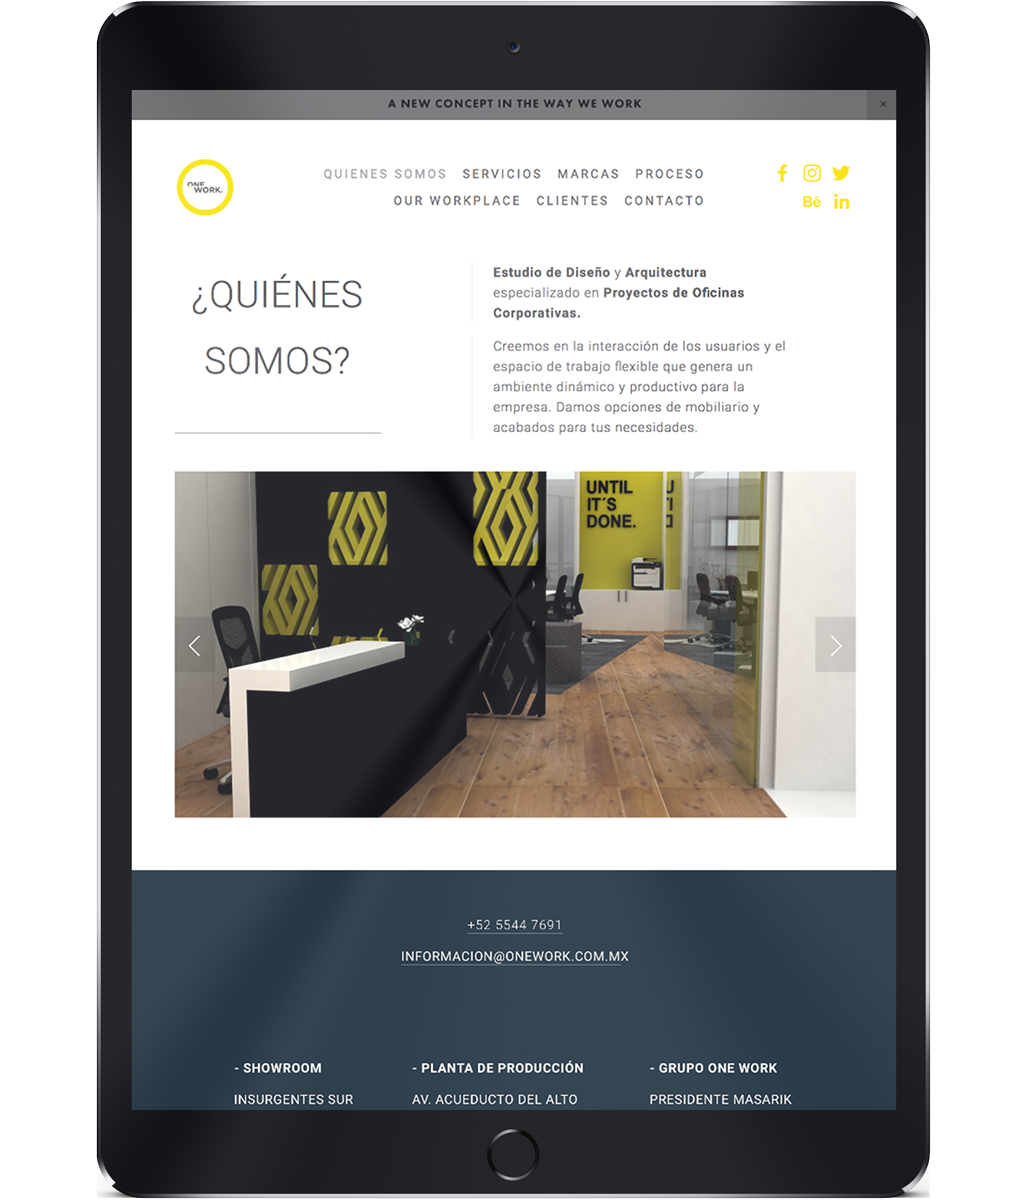 A NEW CONCEPT IN THE WAY WE WORK
×
ONE
WORK.
QUIENES SOMOS SERVICIOS MARCAS PROCESO
OUR WORKPLACE CLIENTES CONTACTO
Bē in
¿QUIÉNES
SOMOS?
Estudio de Diseño y Arquitectura
especializado en Proyectos de Oficinas
Corporativas.
Creemos en la interacción de los usuarios y el
espacio de trabajo flexible que genera un
ambiente dinámico y productivo para la
empresa. Damos opciones de mobiliario y
acabados para tus necesidades.
UNTIL
IT´S
DONE.
+52 5544 7691
INFORMACION@ONEWORK.COM.MX
- SHOWROOM
INSURGENTES SUR
- PLANTA DE PRODUCCIÓN
AV. ACUEDUCTO DEL ALTO
- GRUPO ONE WORK
PRESIDENTE MASARIK